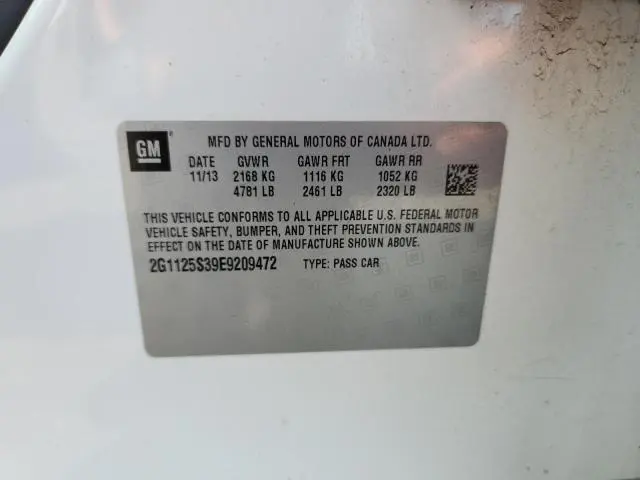 GM ®
MFD BY GENERAL MOTORS OF CANADA LTD.
DATE GVWR GAWR FRT GAWR RR
11/13 2168 KG 1116 KG 1052 KG
4781 LB 2461 LB 2320 LB
THIS VEHICLE CONFORMS TO ALL APPLICABLE U.S. FEDERAL MOTOR
VEHICLE SAFETY, BUMPER, AND THEFT PREVENTION STANDARDS IN
EFFECT ON THE DATE OF MANUFACTURE SHOWN ABOVE.
2G1125S39E9209472 TYPE: PASS CAR